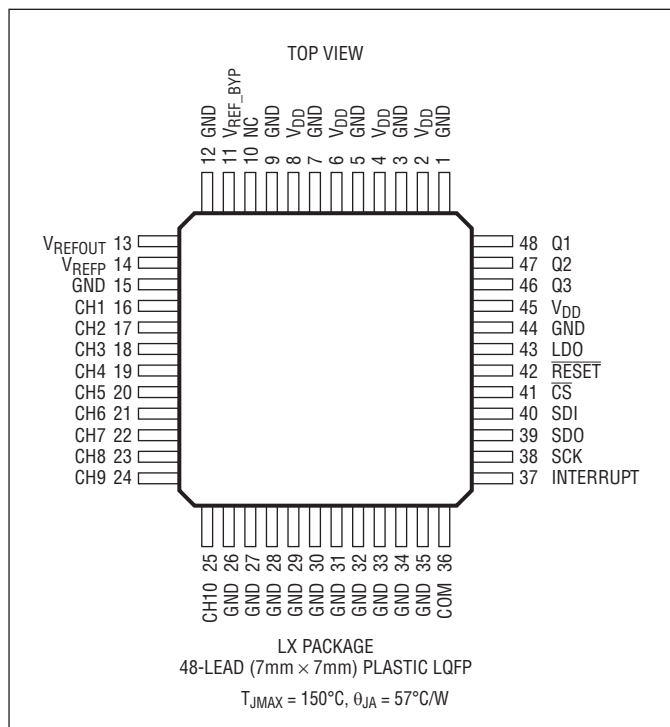 TOP VIEW
12 GND
11 VREF_BYP
10 NC
9 GND
8 VDD
7 GND
6 VDD
5 GND
4 VDD
3 GND
2 VDD
1 GND
VREFOUT 13
VREFP 14
GND 15
CH1 16
CH2 17
CH3 18
CH4 19
CH5 20
CH6 21
CH7 22
CH8 23
CH9 24
48 Q1
47 Q2
46 Q3
45 VDD
44 GND
43 LDO
42 RESET
41 CS
40 SDI
39 SDO
38 SCK
37 INTERRUPT
CH10 25
GND 26
GND 27
GND 28
GND 29
GND 30
GND 31
GND 32
GND 33
GND 34
GND 35
COM 36
LX PACKAGE
48-LEAD (7mm × 7mm) PLASTIC LQFP
TJMAX = 150°C, θJA = 57°C/W